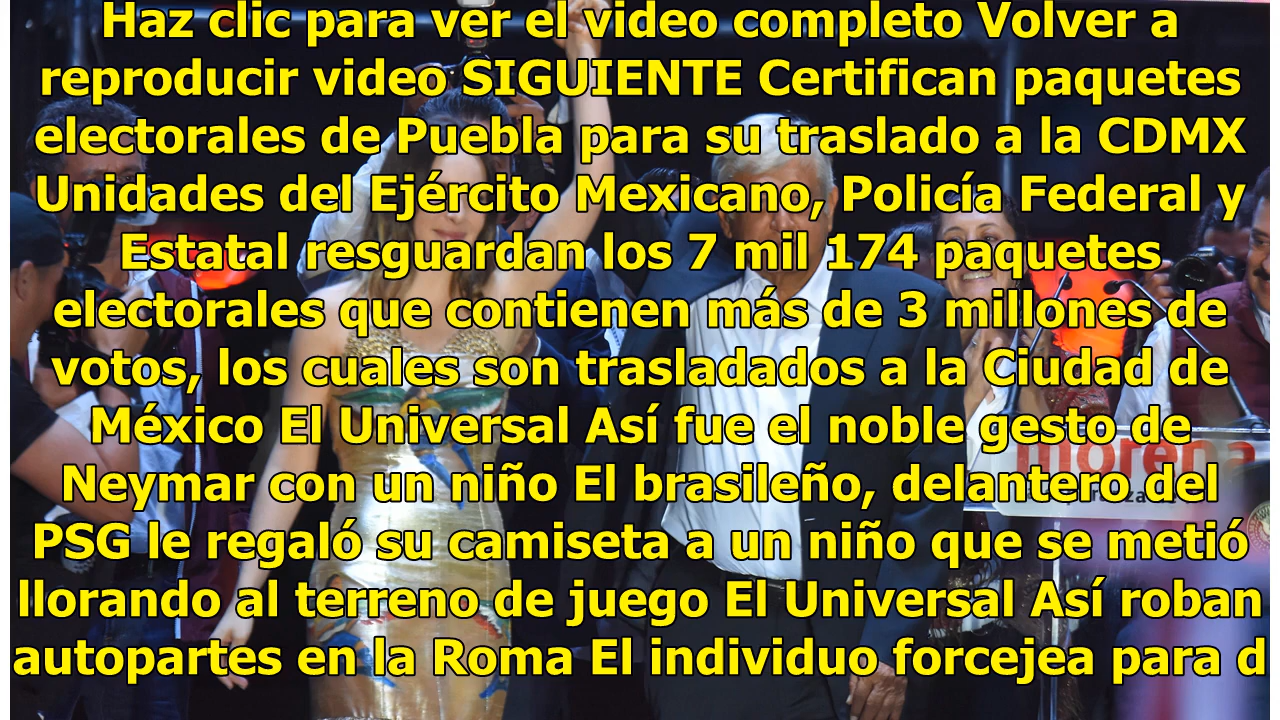 Haz clic para ver el video completo Volver a
reproducir video SIGUIENTE Certifican paquetes
electorales de Puebla para su traslado a la CDMX
Unidades del Ejército Mexicano, Policía Federal y
Estatal resguardan los 7 mil 174 paquetes
electorales que contienen más de 3 millones de
votos, los cuales son trasladados a la Ciudad de
México El Universal Así fue el noble gesto de
Neymar con un niño El brasileño, delantero del
PSG le regaló su camiseta a un niño que se metió
llorando al terreno de juego El Universal Así roban
autopartes en la Roma El individuo forcejea para d
morena